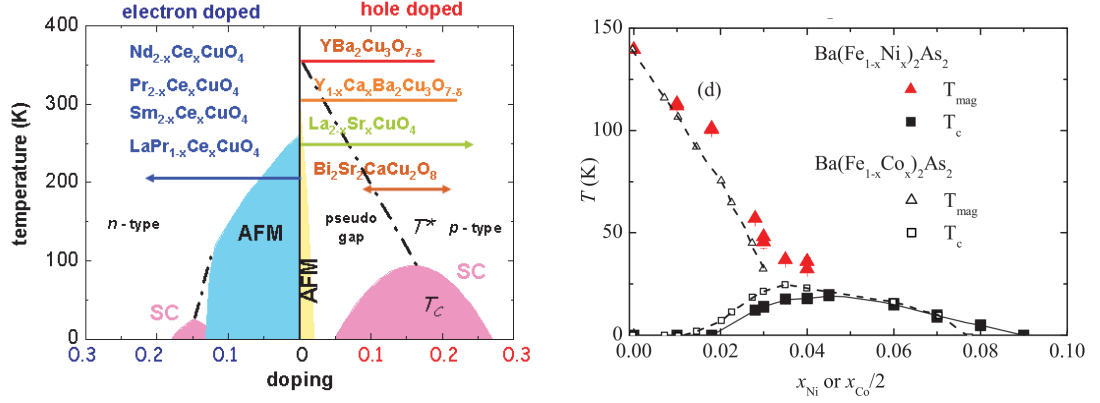 electron doped
hole doped
temperature (K)
400
300
200
100
0
Nd2-xCexCuO4
Pr2-xCexCuO4
Sm2-xCexCuO4
LaPr1-xCexCuO4
YBa2Cu3O7-δ
Y1-xCaxBa2Cu3O7-δ
La2-xSrxCuO4
Bi2Sr2CaCu2O8
n - type
AFM
pseudo
gap
T*
p - type
SC
AFM
SC
TC
0.3
0.2
0.1
0
0.1
0.2
0.3
doping
T (K)
150
100
50
0
(d)
Ba(Fe1-xNix)2As2
Tmag
Tc
Ba(Fe1-xCox)2As2
Tmag
Tc
0.00
0.02
0.04
0.06
0.08
0.10
xNi or xCo/2